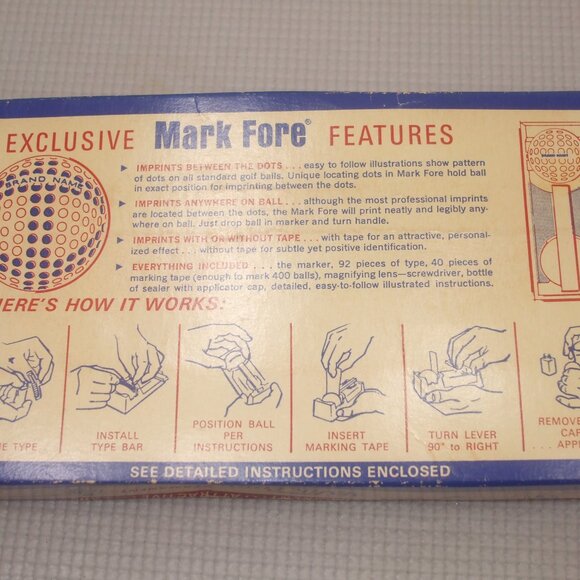 EXCLUSIVE Mark Fore® FEATURES
BRAND NAME
► IMPRINTS BETWEEN THE DOTS . . . easy to follow illustrations show pattern
of dots on all standard golf balls. Unique locating dots in Mark Fore hold ball
in exact position for imprinting between the dots.
► IMPRINTS ANYWHERE ON BALL . . . although the most professional imprints
are located between the dots, the Mark Fore will print neatly and legibly any-
where on ball. Just drop ball in marker and turn handle.
► IMPRINTS WITH OR WITHOUT TAPE . . . with tape for an attractive, personal-
ized effect . . . without tape for subtle yet positive identification.
► EVERYTHING INCLUDED . . . the marker, 92 pieces of type, 40 pieces of
marking tape (enough to mark 400 balls), magnifying lens—screwdriver, bottle
of sealer with applicator cap, detailed, easy-to-follow illustrated instructions.
BRAND NAME
HERE'S HOW IT WORKS:
TYPE
INSTALL
TYPE BAR
POSITION BALL
PER
INSTRUCTIONS
INSERT
MARKING TAPE
TURN LEVER
90° to RIGHT
REMOVE
CAP
. . . APP
SEE DETAILED INSTRUCTIONS ENCLOSED